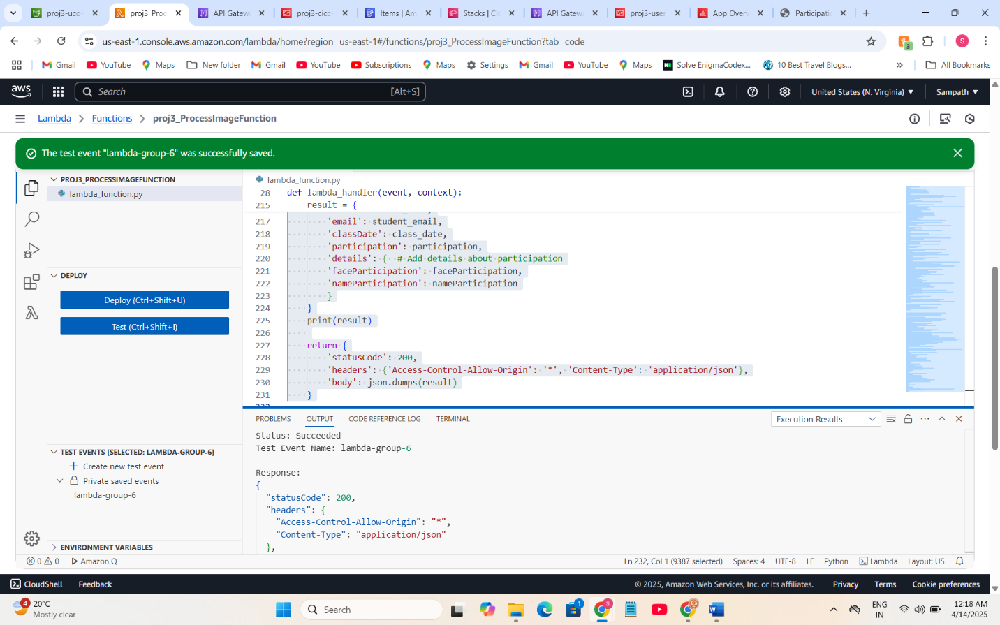 proj3-uco-
proj3_Proc
API Gatew
proj3-cicc-
Items | Am
Stacks | Cl
API Gatew
proj3-user
App Over
Participati
us-east-1.console.aws.amazon.com/lambda/home?region=us-east-1#/functions/proj3_ProcessImageFunction?tab=code
3
S
Gmail
YouTube
Maps
New folder
Gmail
YouTube
Subscriptions
Maps
Settings
Gmail
YouTube
Maps
Solve EnigmaCodex...
10 Best Travel Blogs...
All Bookmarks
aws
Search
[Alt+S]
United States (N. Virginia)
Sampath
Lambda
Functions
proj3_ProcessImageFunction
The test event "lambda-group-6" was successfully saved.
PROJ3_PROCESSIMAGEFUNCTION
lambda_function.py
DEPLOY
Deploy (Ctrl+Shift+U)
Test (Ctrl+Shift+I)
TEST EVENTS [SELECTED: LAMBDA-GROUP-6]
Create new test event
Private saved events
lambda-group-6
ENVIRONMENT VARIABLES
lambda_function.py
28 def lambda_handler(event, context):
215 result = {
217 'email': student_email,
218 'classDate': class_date,
219 'participation': participation,
220 'details': { # Add details about participation
221 'faceParticipation': faceParticipation,
222 'nameParticipation': nameParticipation
223 }
224 }
225 print(result)
226
227 return {
228 'statusCode': 200,
229 'headers': {'Access-Control-Allow-Origin': '*', 'Content-Type': 'application/json'},
230 'body': json.dumps(result)
231 }
PROBLEMS
OUTPUT
CODE REFERENCE LOG
TERMINAL
Execution Results
Status: Succeeded
Test Event Name: lambda-group-6
Response:
{
"statusCode": 200,
"headers": {
"Access-Control-Allow-Origin": "*",
"Content-Type": "application/json"
},
0
0
Amazon Q
Ln 232, Col 1 (9387 selected)
Spaces: 4
UTF-8
LF
Python
Lambda
Layout: US
CloudShell
Feedback
© 2025, Amazon Web Services, Inc. or its affiliates.
Privacy
Terms
Cookie preferences
4
20°C
Mostly clear
Search
1
S
ENG
IN
12:18 AM
4/14/2025